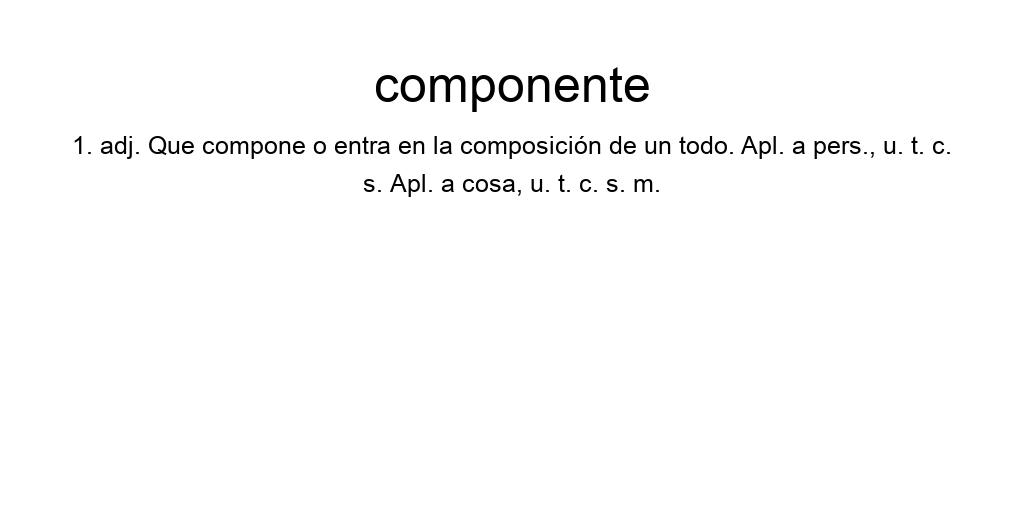 componente
1. adj. Que compone o entra en la composición de un todo. Apl. a pers., u. t. c.
s. Apl. a cosa, u. t. c. s. m.